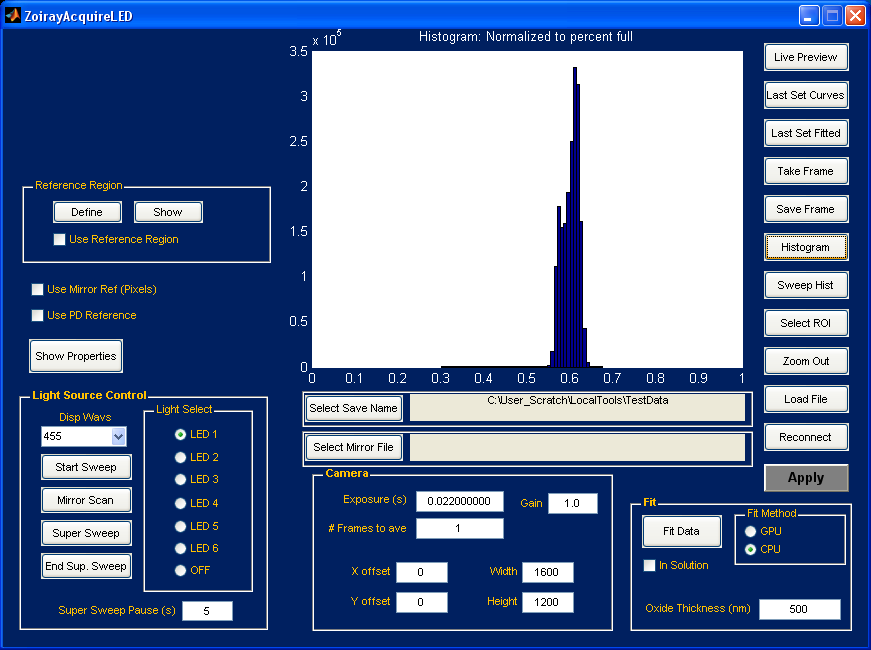 ZoirayAcquireLED
x 10^5
Histogram: Normalized to percent full
3.5
3
2.5
2
1.5
1
0.5
0
0 0.1 0.2 0.3 0.4 0.5 0.6 0.7 0.8 0.9 1
Reference Region
Define Show
Use Reference Region
Use Mirror Ref (Pixels)
Use PD Reference
Show Properties
Light Source Control
Disp Wavs
455
Start Sweep
Mirror Scan
Super Sweep
End Sup. Sweep
Light Select
LED 1
LED 2
LED 3
LED 4
LED 5
LED 6
OFF
Super Sweep Pause (s) 5
Select Save Name C:\User_Scratch\LocalTools\TestData
Select Mirror File
Camera
Exposure (s) 0.022000000 Gain 1.0
# Frames to ave 1
X offset 0 Width 1600
Y offset 0 Height 1200
Live Preview
Last Set Curves
Last Set Fitted
Take Frame
Save Frame
Histogram
Sweep Hist
Select ROI
Zoom Out
Load File
Reconnect
Apply
Fit
Fit Data
Fit Method
GPU
CPU
In Solution
Oxide Thickness (nm) 500